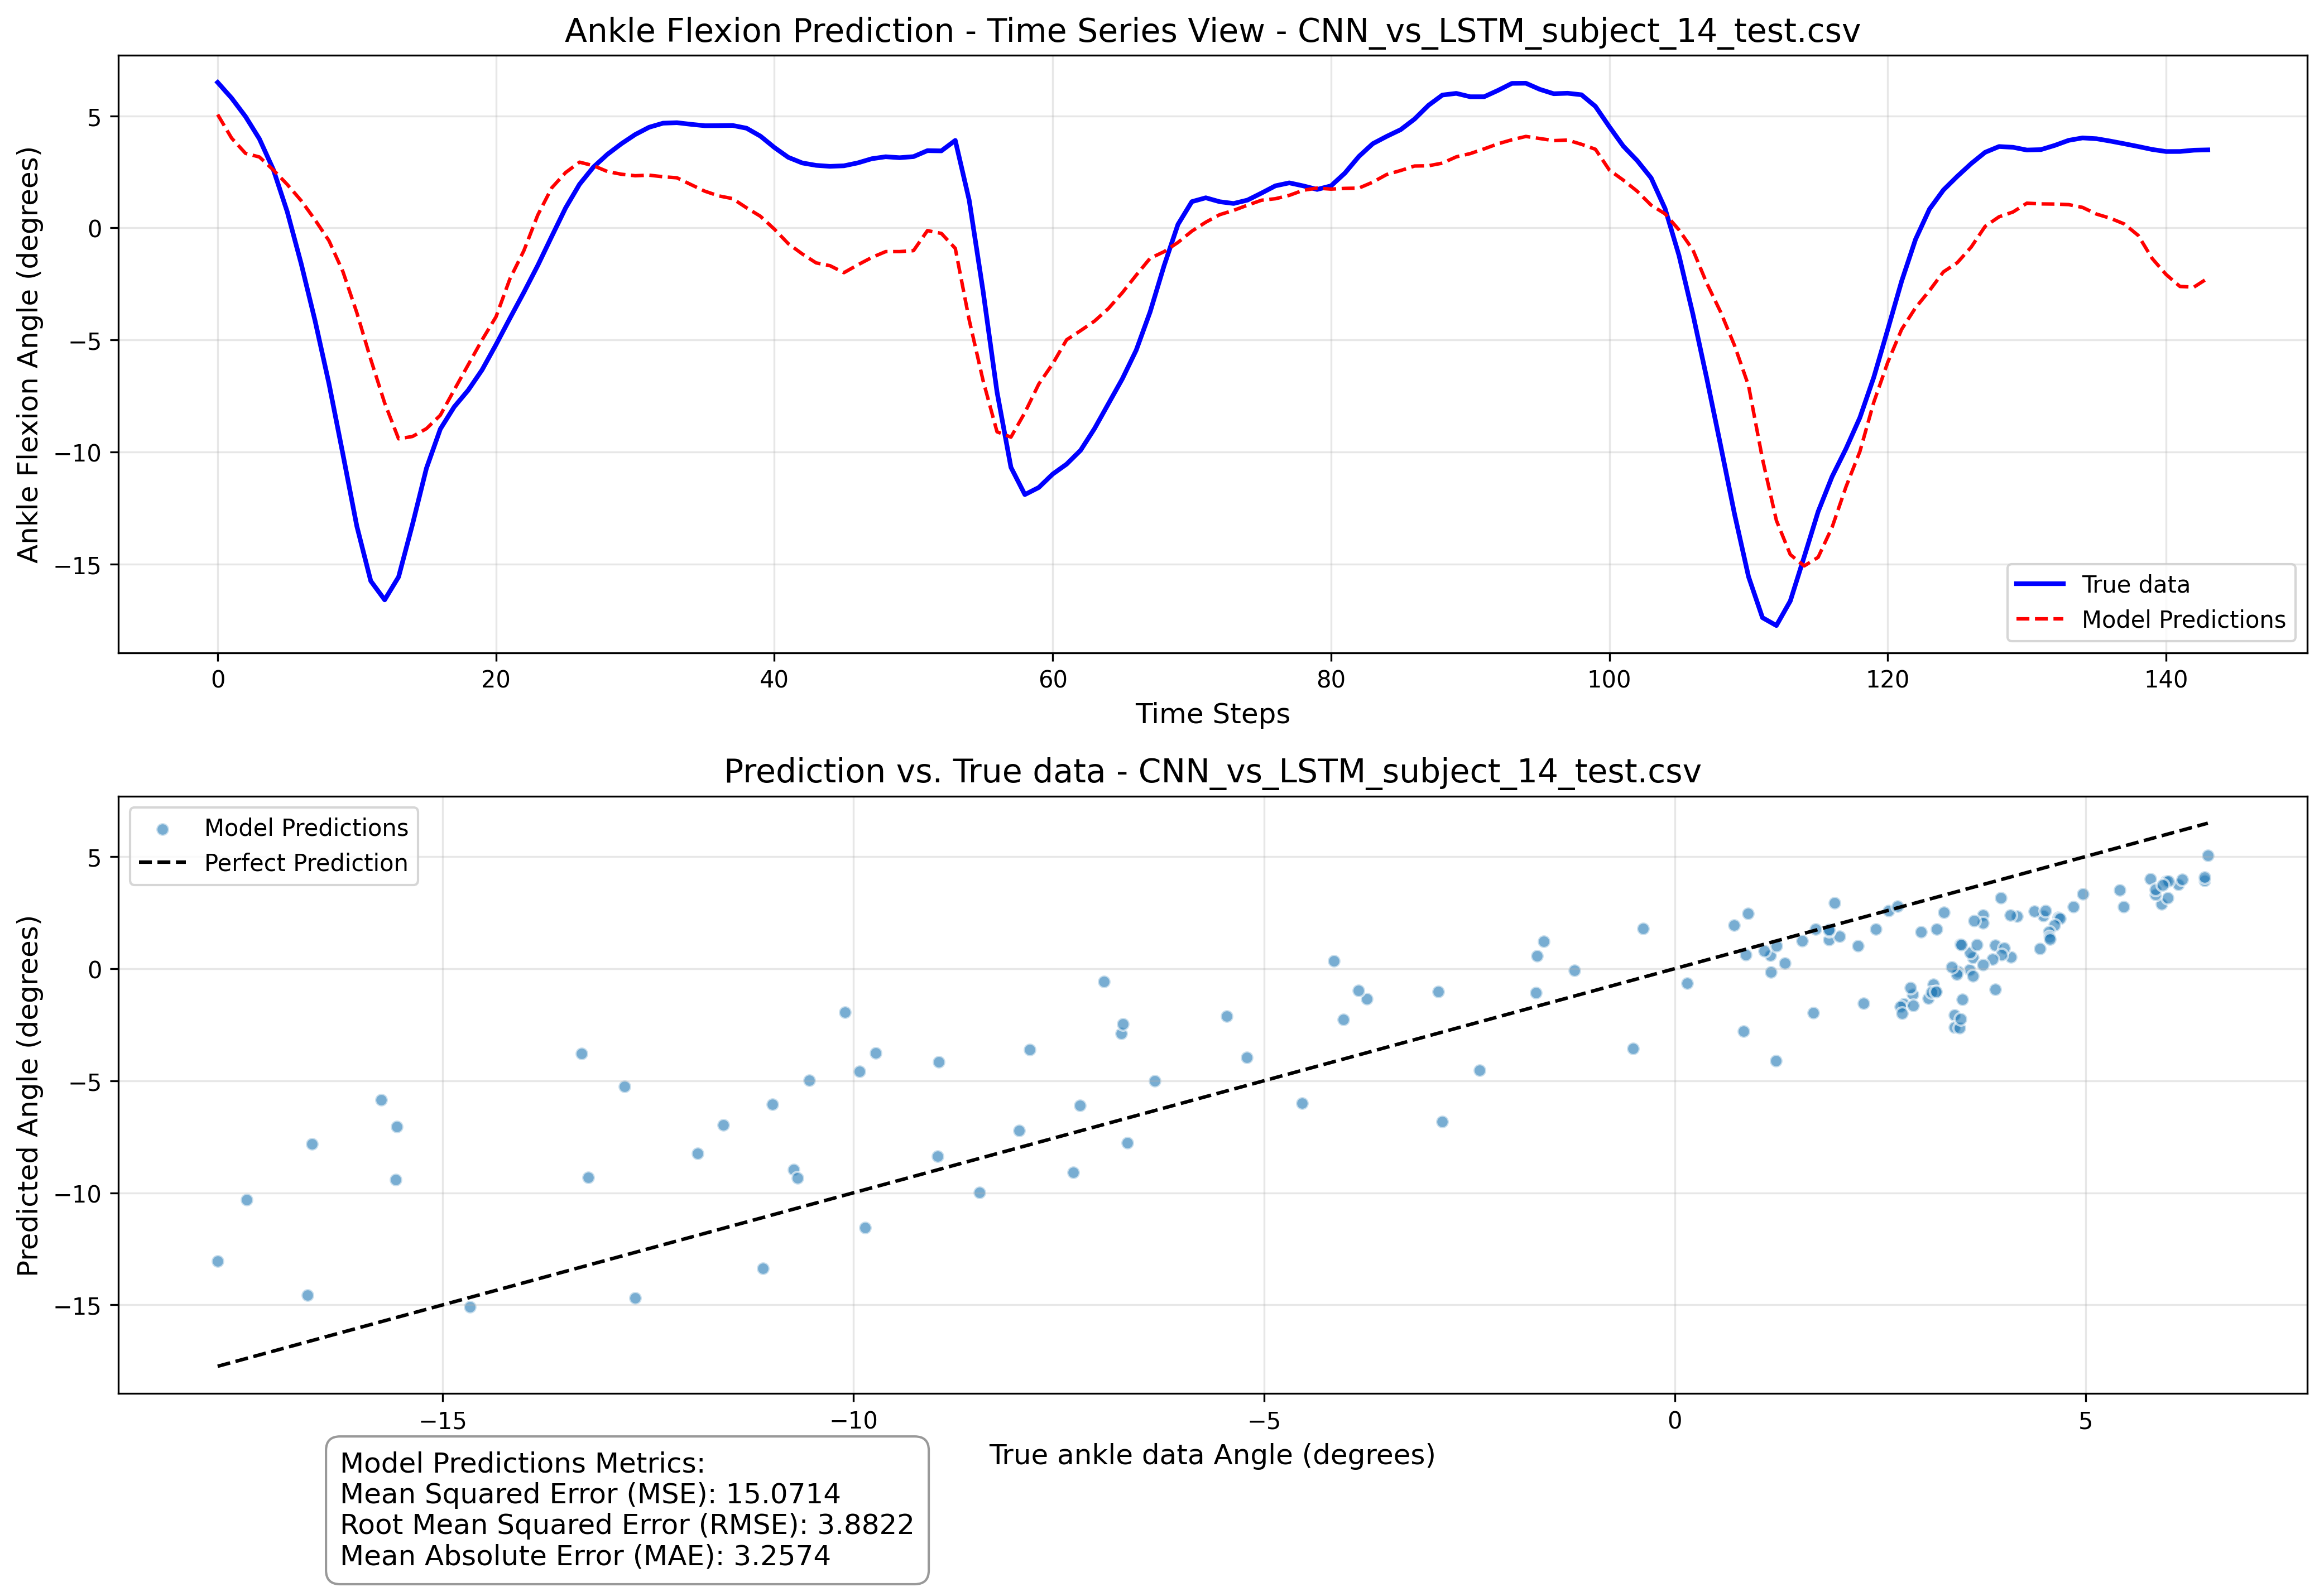 Ankle Flexion Prediction - Time Series View - CNN_vs_LSTM_subject_14_test.csv
Ankle Flexion Angle (degrees)
5
0
−5
−10
−15
True data
Model Predictions
0 20 40 60 80 100 120 140
Time Steps
Prediction vs. True data - CNN_vs_LSTM_subject_14_test.csv
Predicted Angle (degrees)
Model Predictions
Perfect Prediction
5
0
−5
−10
−15
−15 −10 −5 0 5
True ankle data Angle (degrees)
Model Predictions Metrics:
Mean Squared Error (MSE): 15.0714
Root Mean Squared Error (RMSE): 3.8822
Mean Absolute Error (MAE): 3.2574